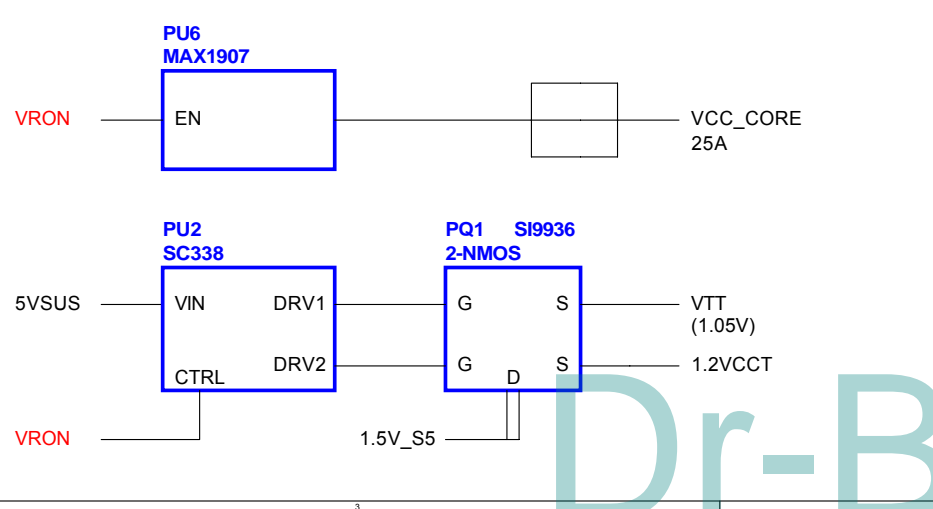 PU6
MAX1907
VRON EN VCC_CORE
25A
PU2 PQ1 SI9936
SC338 2-NMOS
5VSUS VIN DRV1 G S VTT
(1.05V)
DRV2 G S 1.2VCCT
CTRL D
VRON 1.5V_S5
Dr-B
3